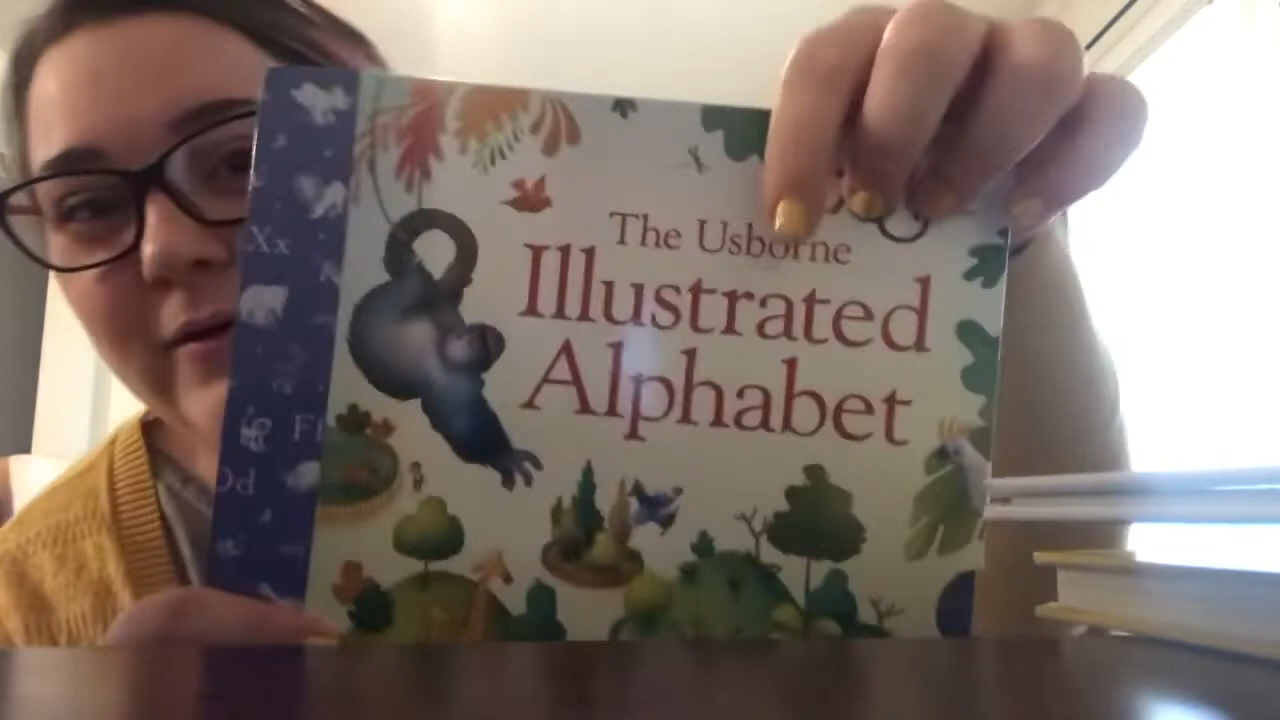 The Usborne
Illustrated
Alphabet
Xx
Ff
Dd